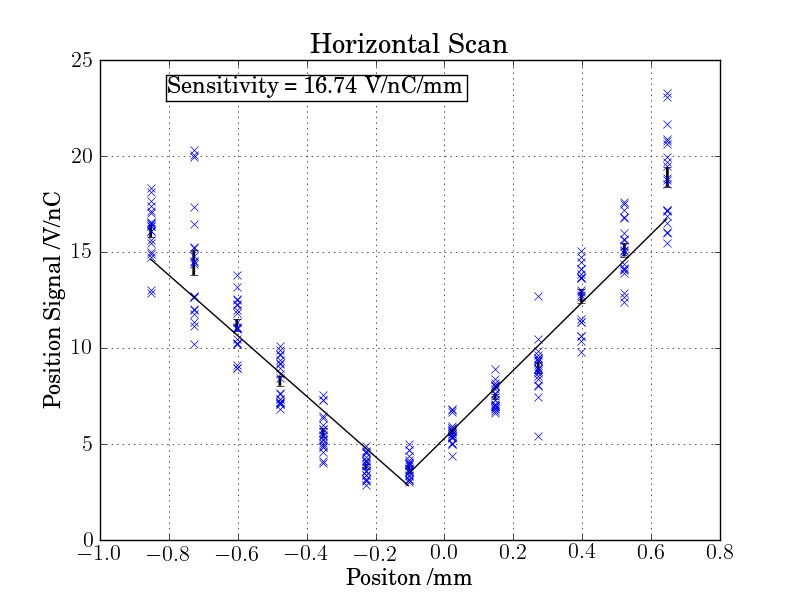 Horizontal Scan
Sensitivity = 16.74 V/nC/mm
Position Signal /V/nC
25
20
15
10
5
0
−1.0 −0.8 −0.6 −0.4 −0.2 0.0 0.2 0.4 0.6 0.8
Positon /mm